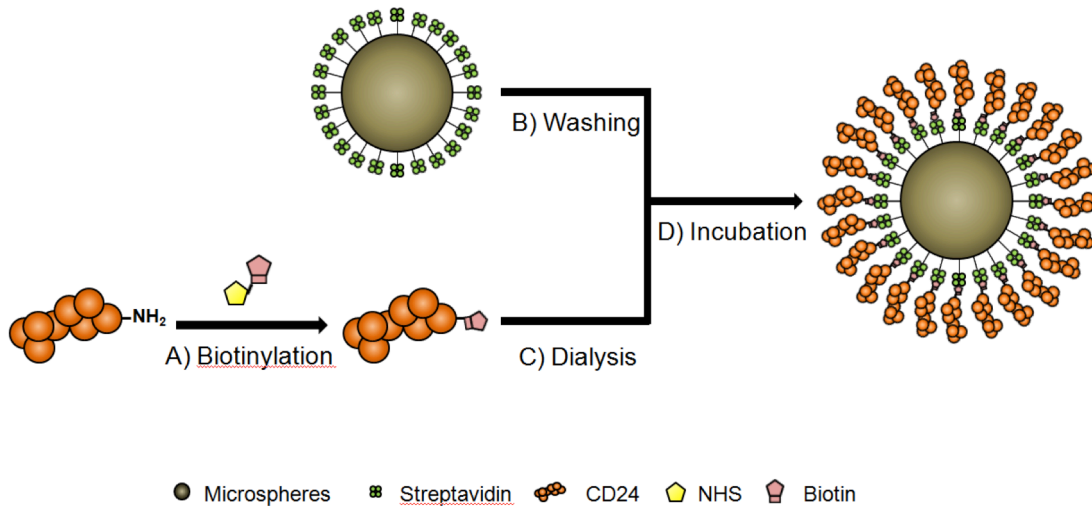 B) Washing
D) Incubation
-NH₂
A) Biotinylation
C) Dialysis
Microspheres
Streptavidin
CD24
NHS
Biotin